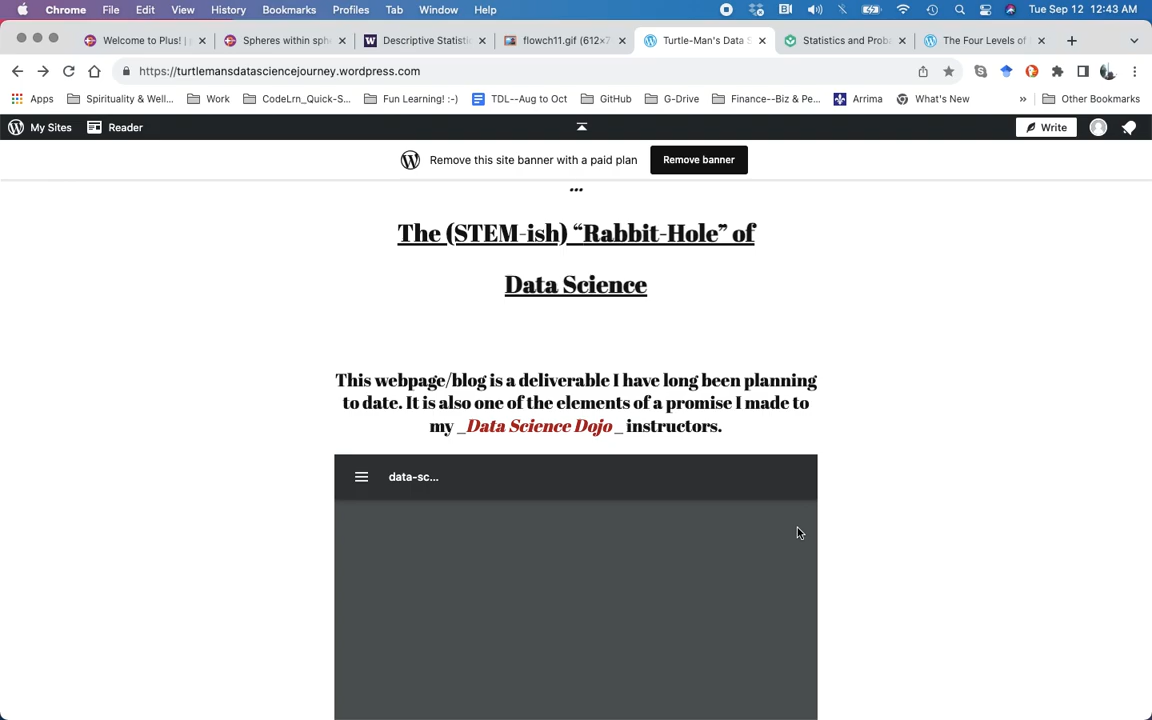 Chrome File Edit View History Bookmarks Profiles Tab Window Help Tue Sep 12 12:43 AM
Welcome to Plus! | Spheres within sph Descriptive Statistic flowch11.gif (612×7 Turtle-Man's Data S Statistics and Proba The Four Levels of
https://turtlemansdatasciencejourney.wordpress.com
Apps Spirituality & Well... Work CodeLrn_Quick-S... Fun Learning! :-) TDL--Aug to Oct GitHub G-Drive Finance--Biz & Pe... Arrima What's New » Other Bookmarks
My Sites Reader Write
Remove this site banner with a paid plan Remove banner
...
The (STEM-ish) “Rabbit-Hole” of
Data Science
This webpage/blog is a deliverable I have long been planning
to date. It is also one of the elements of a promise I made to
my _Data Science Dojo _ instructors.
data-sc...